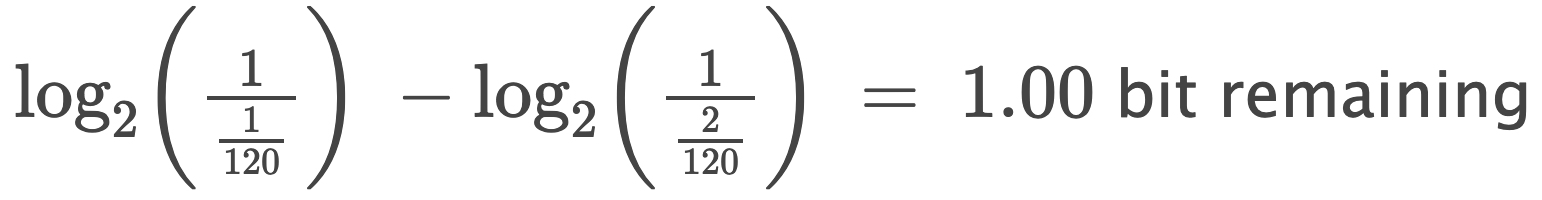 log₂(1/(1/120)) − log₂(1/(2/120)) = 1.00 bit remaining